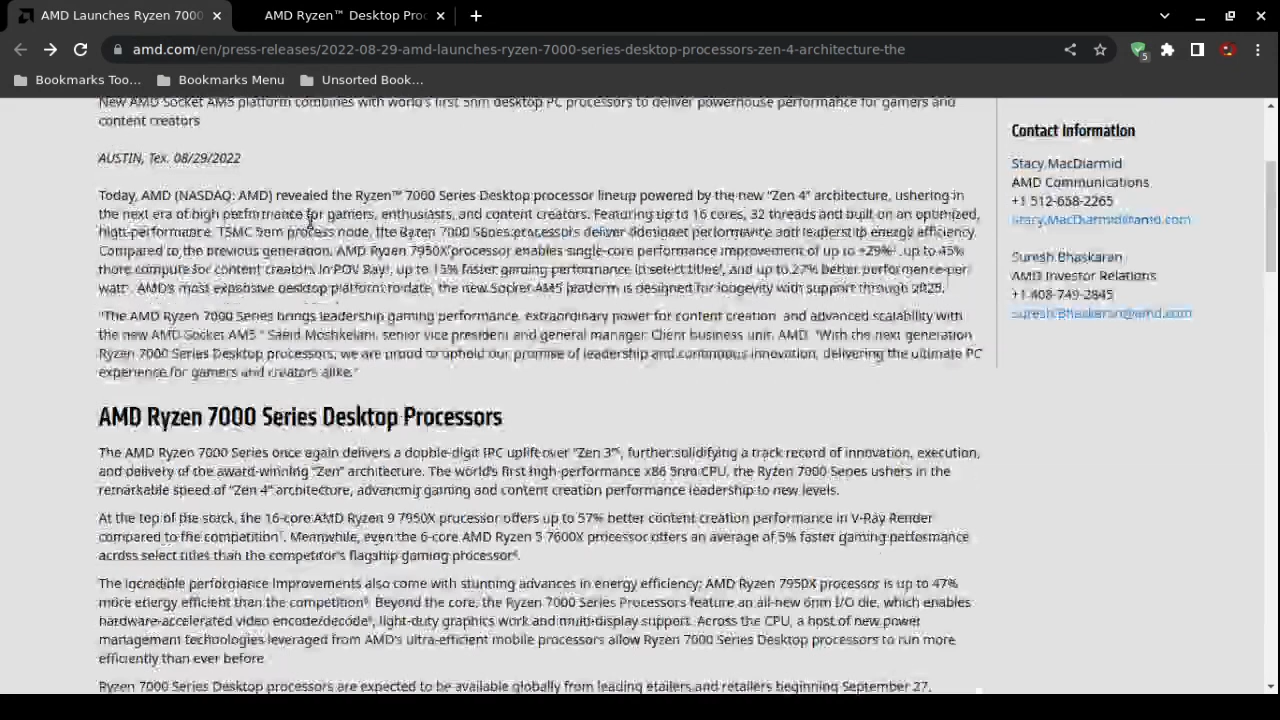 AMD Launches Ryzen 7000
AMD Ryzen™ Desktop Proc
amd.com/en/press-releases/2022-08-29-amd-launches-ryzen-7000-series-desktop-processors-zen-4-architecture-the
5
Bookmarks Too...
Bookmarks Menu
Unsorted Book...
New AMD Socket AM5 platform combines with world's first 5nm desktop PC processors to deliver powerhouse performance for gamers and
content creators
AUSTIN, Tex. 08/29/2022
Today, AMD (NASDAQ: AMD) revealed the Ryzen™ 7000 Series Desktop processor lineup powered by the new "Zen 4" architecture, ushering in
the next era of high performance for gamers, enthusiasts, and content creators. Featuring up to 16 cores, 32 threads and built on an optimized,
high-performance, TSMC 5nm process node, the Ryzen 7000 Series processors deliver dominant performance and leadership energy efficiency.
Compared to the previous generation, AMD Ryzen 7950X processor enables single-core performance improvement of up to +29%, up to 45%
more compute for content creators in POV Ray, up to 15% faster gaming performance in select titles, and up to 27% better performance-per
watt. AMD's most expansive desktop platform to date, the new Socket AM5 platform is designed for longevity with support through 2025.
"The AMD Ryzen 7000 Series brings leadership gaming performance, extraordinary power for content creation, and advanced scalability with
the new AMD Socket AM5" Saeid Moshkelani, senior vice president and general manager, Client business unit, AMD. "With the next generation
Ryzen 7000 Series Desktop processors, we are proud to uphold our promise of leadership and continuous innovation, delivering the ultimate PC
experience for gamers and creators alike."
AMD Ryzen 7000 Series Desktop Processors
The AMD Ryzen 7000 Series once again delivers a double-digit IPC uplift over "Zen 3", further solidifying a track record of innovation, execution,
and delivery of the award-winning "Zen" architecture. The world's first high-performance x86 5nm CPU, the Ryzen 7000 Series ushers in the
remarkable speed of "Zen 4" architecture, advancing gaming and content creation performance leadership to new levels.
At the top of the stack, the 16-core AMD Ryzen 9 7950X processor offers up to 57% better content creation performance in V-Ray Render
compared to the competition. Meanwhile, even the 6-core AMD Ryzen 5 7600X processor offers an average of 5% faster gaming performance
across select titles than the competitor's flagship gaming processor.
The incredible performance improvements also come with stunning advances in energy efficiency: AMD Ryzen 7950X processor is up to 47%
more energy efficient than the competition. Beyond the core, the Ryzen 7000 Series Processors feature an all-new 6nm I/O die, which enables
hardware-accelerated video encode/decode, light-duty graphics work and multi-display support. Across the CPU, a host of new power
management technologies leveraged from AMD's ultra-efficient mobile processors allow Ryzen 7000 Series Desktop processors to run more
efficiently than ever before
Ryzen 7000 Series Desktop processors are expected to be available globally from leading etailers and retailers beginning September 27,
Contact Information
Stacy MacDiarmid
AMD Communications
+1 512-658-2265
Stacy.MacDiarmid@amd.com
Suresh Bhaskaran
AMD Investor Relations
+1 408-749-2845
Suresh.Bhaskaran@amd.com